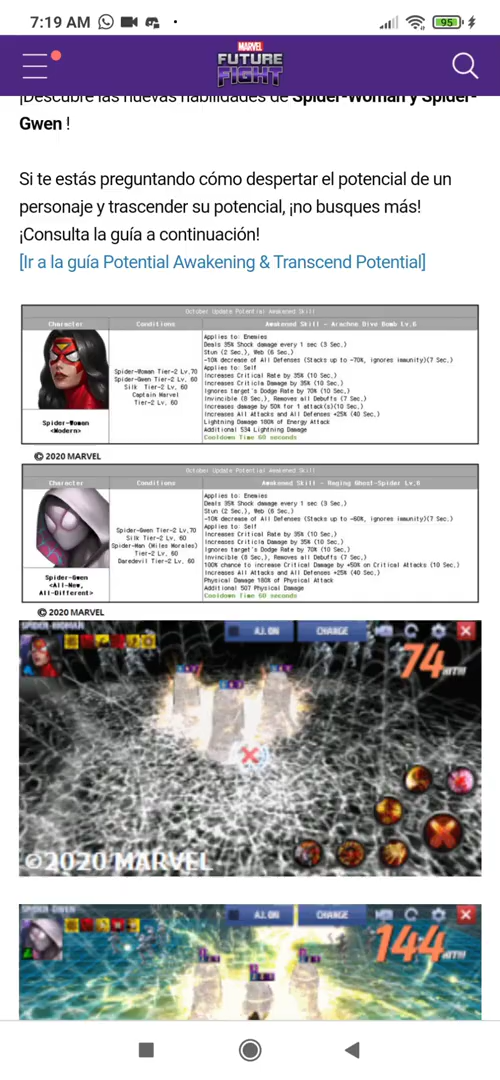 7:19 AM
95
MARVEL
FUTURE
FIGHT
¡Descubre las nuevas habilidades de Spider-Woman y Spider-
Gwen !
Si te estás preguntando cómo despertar el potencial de un
personaje y trascender su potencial, ¡no busques más!
¡Consulta la guía a continuación!
[Ir a la guía Potential Awakening & Transcend Potential]
October Update Potential Awakened Skill
Character Conditions Awakened Skill - Arachne Dive Bomb Lv.6
Spider-Woman Tier-2 Lv.70
Spider-Gwen Tier-2 Lv. 60
Silk Tier-2 Lv. 60
Captain Marvel
Tier-2 Lv. 60
Applies to: Enemies
Deals 35% Shock damage every 1 sec (3 Sec.)
Stun (2 Sec.), Web (6 Sec.)
-10% decrease of All Defenses (Stacks up to -70%, ignores immunity)(7 Sec.)
Applies to: Self
Increases Critical Rate by 35% (10 Sec.)
Increases Criticla Damage by 35% (10 Sec.)
Ignores target's Dodge Rate by 70% (10 Sec.)
Invincible (8 Sec.), Removes all Debuffs (7 Sec.)
Increases damage by 50% for 1 attack(s)(10 Sec.)
Increases All Attacks and All Defenses +25% (40 Sec.)
Lightning Damage 180% of Energy Attack
Additional 534 Lightning Damage
Cooldown Time 60 seconds
Spider-Woman
<Modern>
© 2020 MARVEL
October Update Potential Awakened Skill
Character Conditions Awakened Skill - Raging Ghost-Spider Lv.6
Spider-Gwen Tier-2 Lv.70
Silk Tier-2 Lv. 60
Spider-Man (Miles Morales)
Tier-2 Lv. 60
Daredevil Tier-2 Lv. 60
Applies to: Enemies
Deals 35% Shock damage every 1 sec (3 Sec.)
Stun (2 Sec.), Web (6 Sec.)
-10% decrease of All Defenses (Stacks up to -60%, ignores immunity)(7 Sec.)
Applies to: Self
Increases Critical Rate by 35% (10 Sec.)
Increases Criticla Damage by 35% (10 Sec.)
Ignores target's Dodge Rate by 70% (10 Sec.)
Invincible (8 Sec.), Removes all Debuffs (7 Sec.)
100% chance to increase Critical Damage by +50% on Critical Attacks (10 Sec.)
Increases All Attacks and All Defenses +25% (40 Sec.)
Physical Damage 180% of Physical Attack
Additional 507 Physical Damage
Cooldown Time 60 seconds
Spider-Gwen
<All-New,
All-Different>
© 2020 MARVEL
SPIDER-WOMAN
A.I. ON CHANGE
74
HITS!
©2020 MARVEL
SPIDER-GWEN
A.I. ON CHANGE
144
HITS!